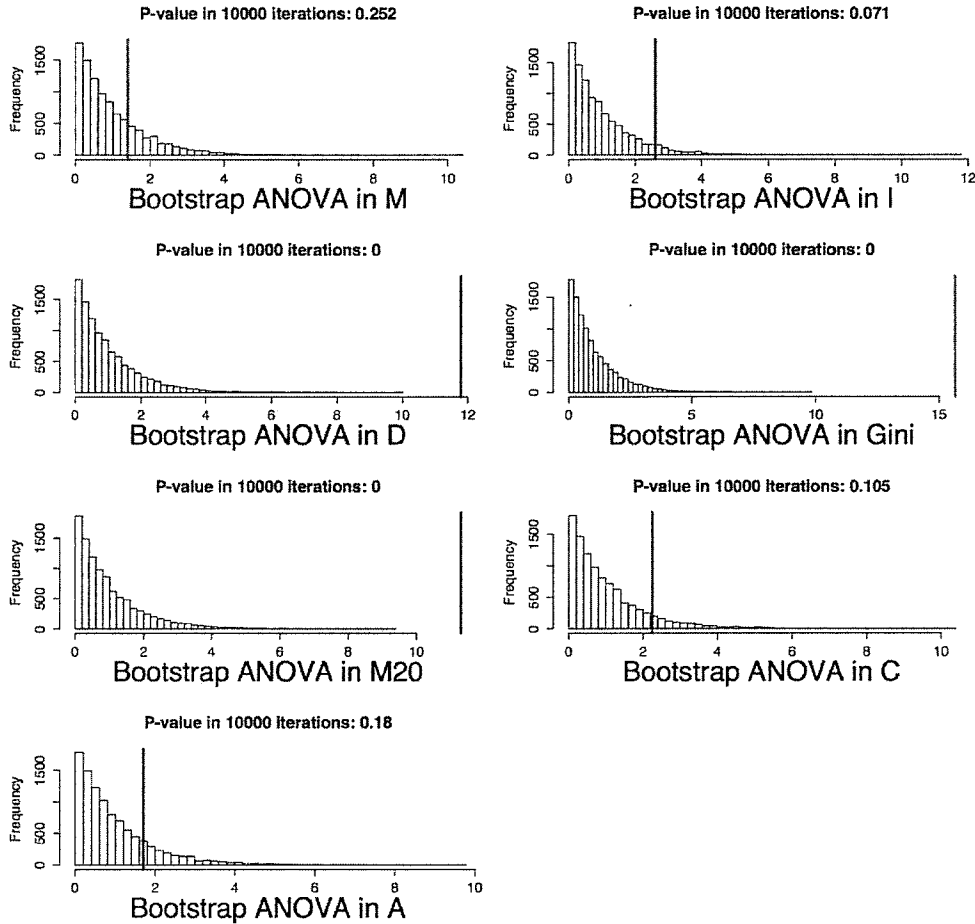 P-value in 10000 iterations: 0.252
Frequency
0 500 1500
0 2 4 6 8 10
Bootstrap ANOVA in M
P-value in 10000 iterations: 0.071
Frequency
0 500 1500
0 2 4 6 8 10 12
Bootstrap ANOVA in I
P-value in 10000 iterations: 0
Frequency
0 500 1500
0 2 4 6 8 10 12
Bootstrap ANOVA in D
P-value in 10000 iterations: 0
Frequency
0 500 1500
0 5 10 15
Bootstrap ANOVA in Gini
P-value in 10000 iterations: 0
Frequency
0 500 1500
0 2 4 6 8 10
Bootstrap ANOVA in M20
P-value in 10000 iterations: 0.105
Frequency
0 500 1500
0 2 4 6 8 10
Bootstrap ANOVA in C
P-value in 10000 iterations: 0.18
Frequency
0 500 1500
0 2 4 6 8 10
Bootstrap ANOVA in A